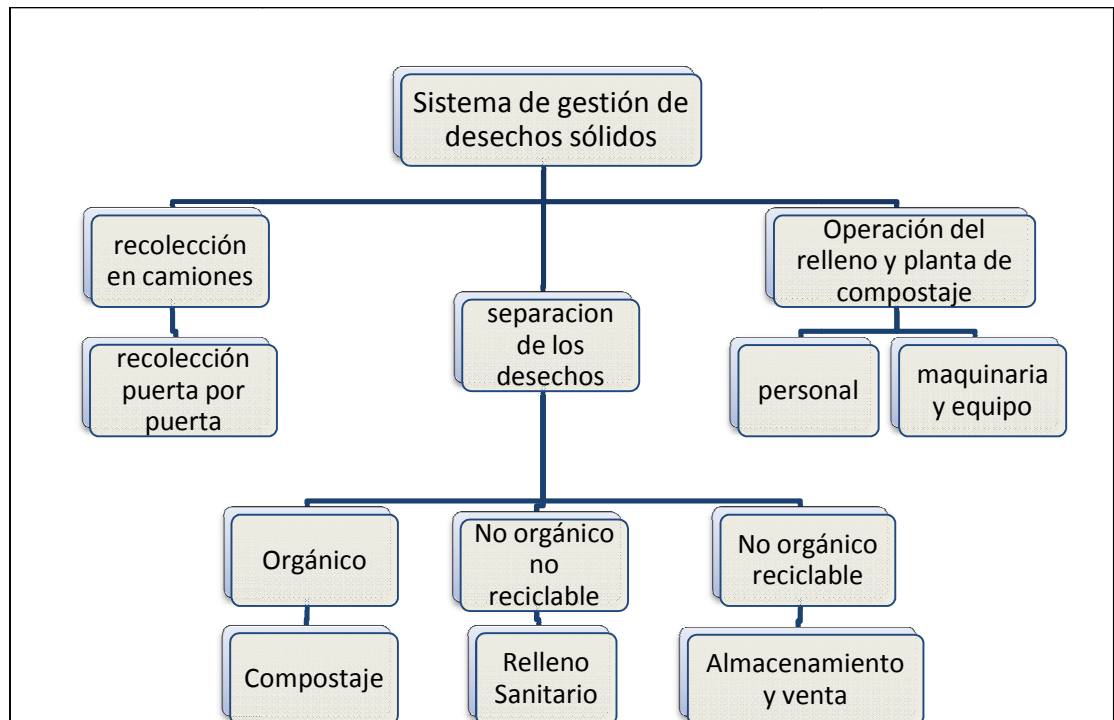 Sistema de gestión de
desechos sólidos
recolección
en camiones
recolección
puerta por
puerta
separacion
de los
desechos
Operación del
relleno y planta de
compostaje
personal
maquinaria
y equipo
Orgánico
Compostaje
No orgánico
no
reciclable
Relleno
Sanitario
No orgánico
reciclable
Almacenamiento
y venta